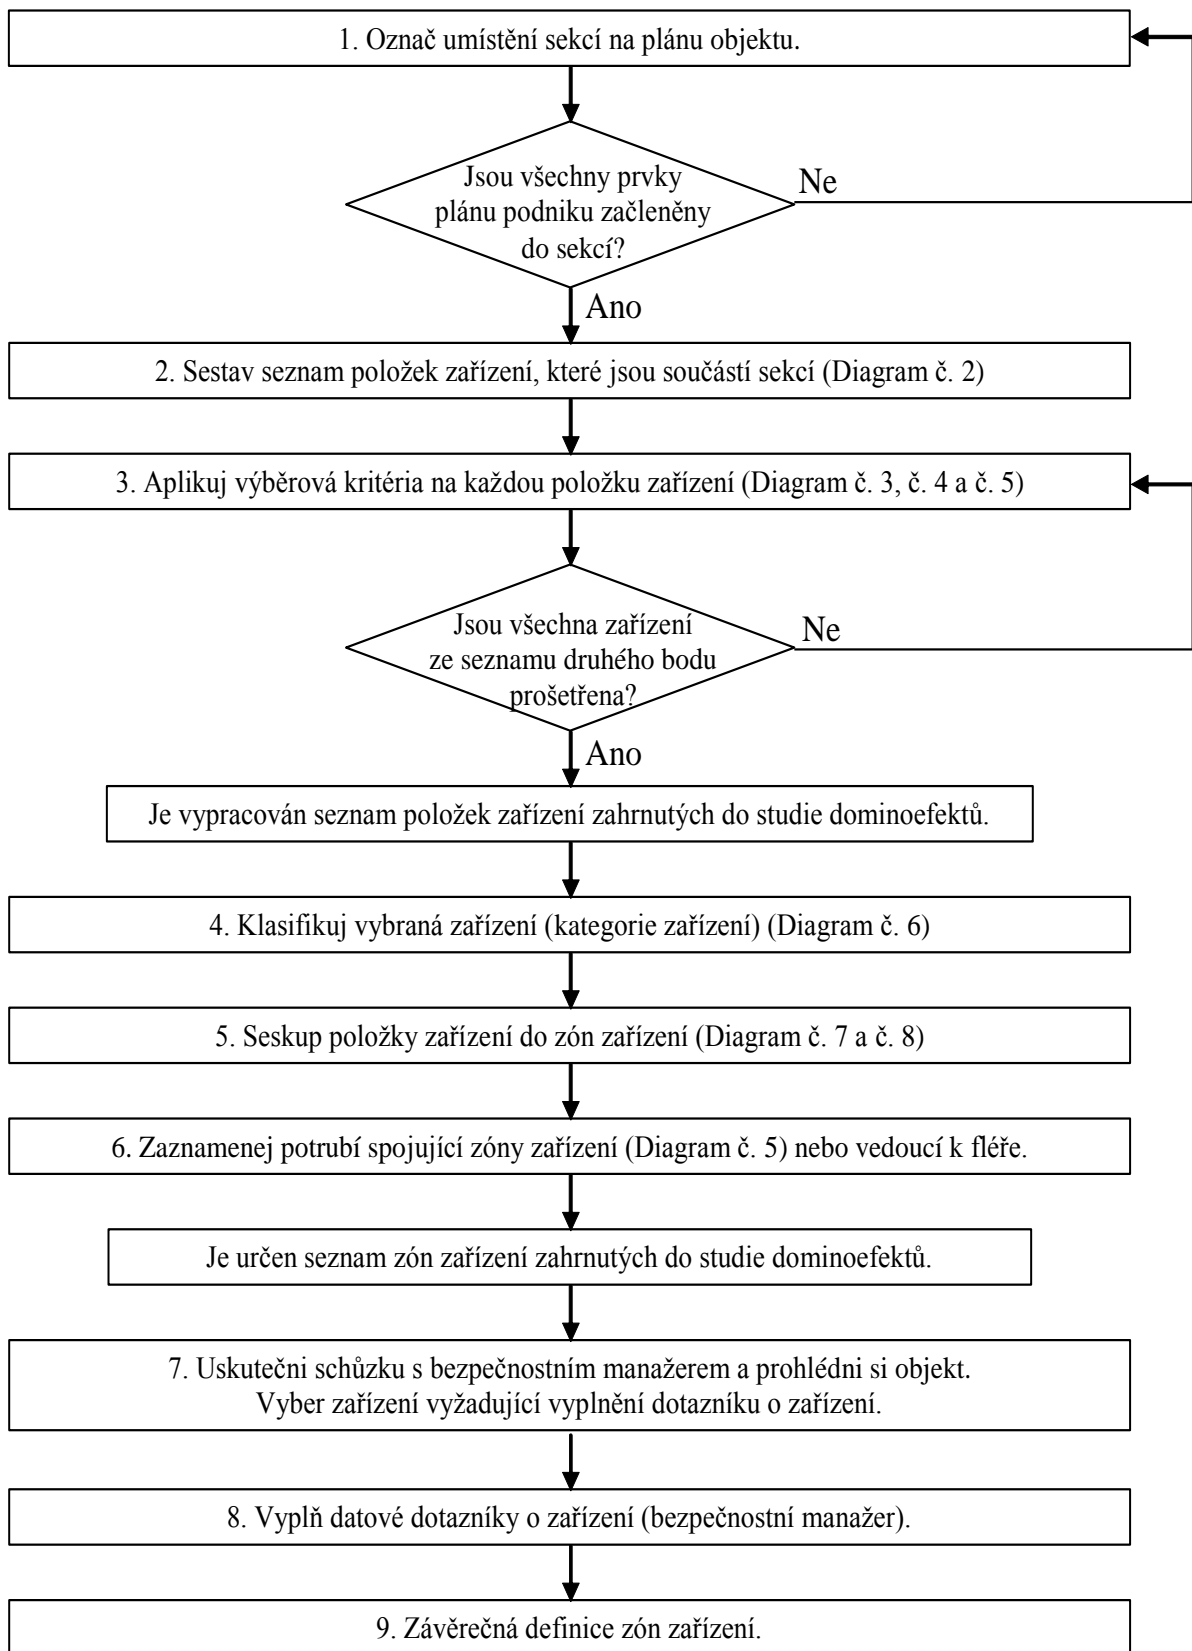 1. Označ umístění sekcí na plánu objektu.
Jsou všechny prvky
plánu podniku začleněny
do sekcí?
Ne
Ano
2. Sestav seznam položek zařízení, které jsou součástí sekcí (Diagram č. 2)
3. Aplikuj výběrová kritéria na každou položku zařízení (Diagram č. 3, č. 4 a č. 5)
Jsou všechna zařízení
ze seznamu druhého bodu
prošetřena?
Ne
Ano
Je vypracován seznam položek zařízení zahrnutých do studie dominoefektů.
4. Klasifikuj vybraná zařízení (kategorie zařízení) (Diagram č. 6)
5. Seskup položky zařízení do zón zařízení (Diagram č. 7 a č. 8)
6. Zaznamenej potrubí spojující zóny zařízení (Diagram č. 5) nebo vedoucí k fléře.
Je určen seznam zón zařízení zahrnutých do studie dominoefektů.
7. Uskutečni schůzku s bezpečnostním manažerem a prohlédni si objekt.
Vyber zařízení vyžadující vyplnění dotazníku o zařízení.
8. Vyplň datové dotazníky o zařízení (bezpečnostní manažer).
9. Závěrečná definice zón zařízení.